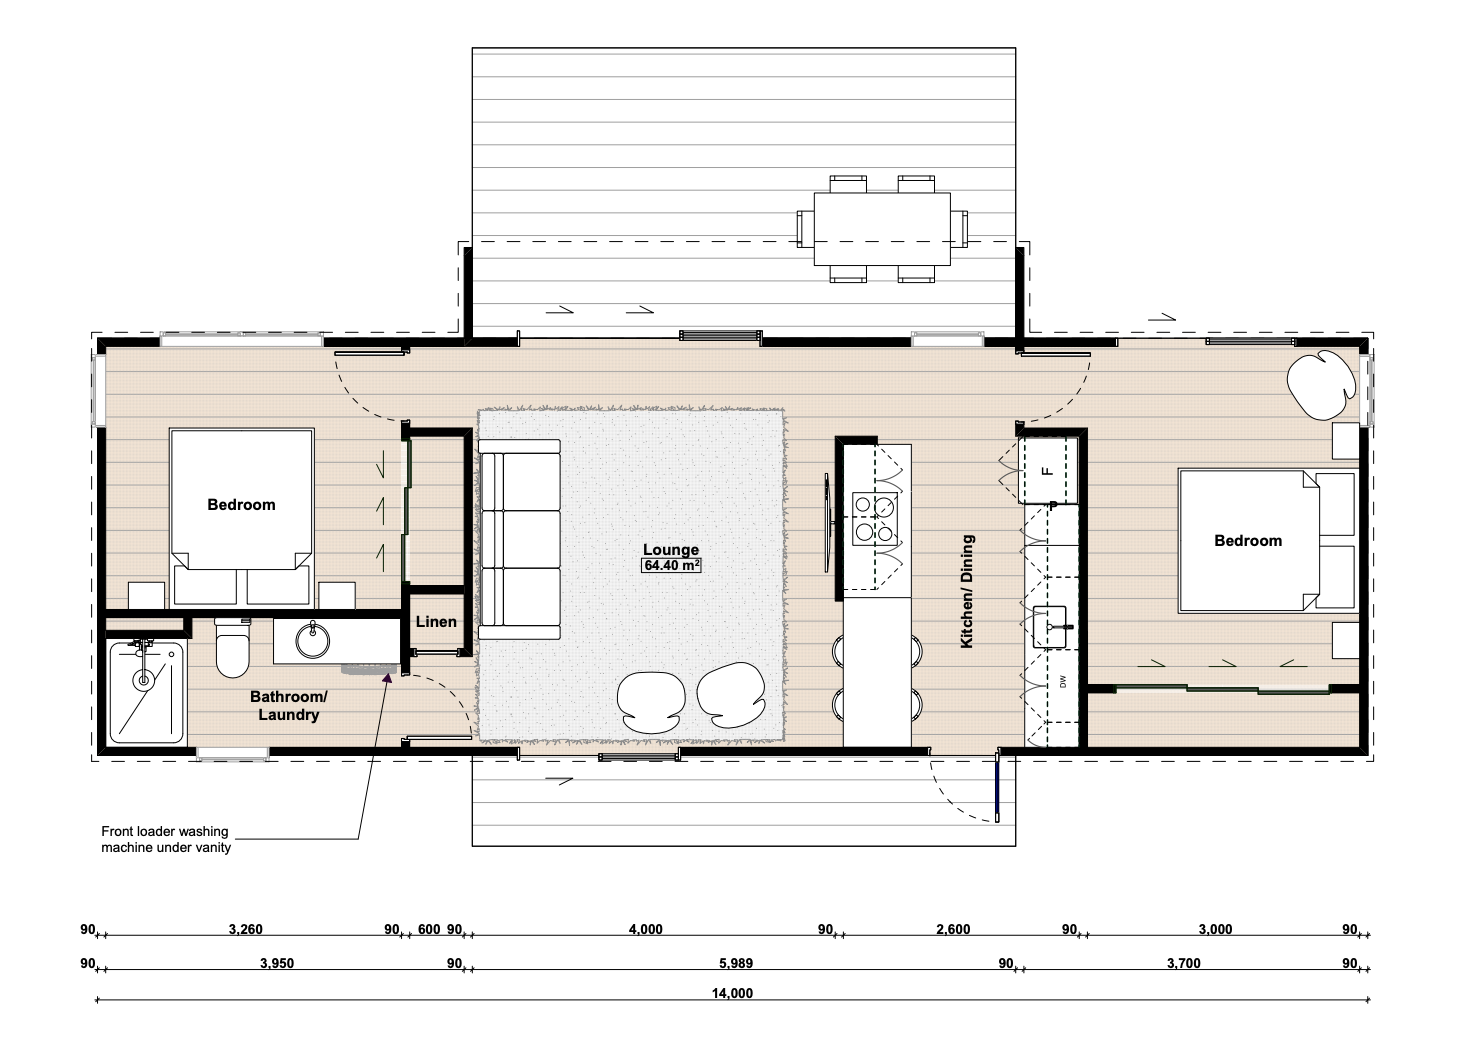 F
P
Bedroom
Lounge
64.40 m²
Kitchen/ Dining
Bedroom
Linen
DW
Bathroom/
Laundry
Front loader washing
machine under vanity
90 3,260 90 600 90 4,000 90 2,600 90 3,000 90
90 3,950 90 5,989 90 3,700 90
14,000